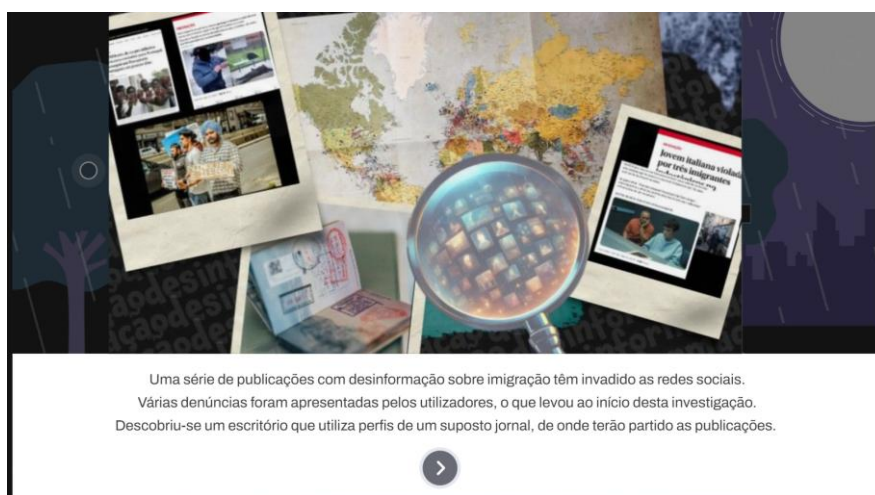 Jovem italiana violada
por três imigrantes
Uma série de publicações com desinformação sobre imigração têm invadido as redes sociais.
Várias denúncias foram apresentadas pelos utilizadores, o que levou ao início desta investigação.
Descobriu-se um escritório que utiliza perfis de um suposto jornal, de onde terão partido as publicações.